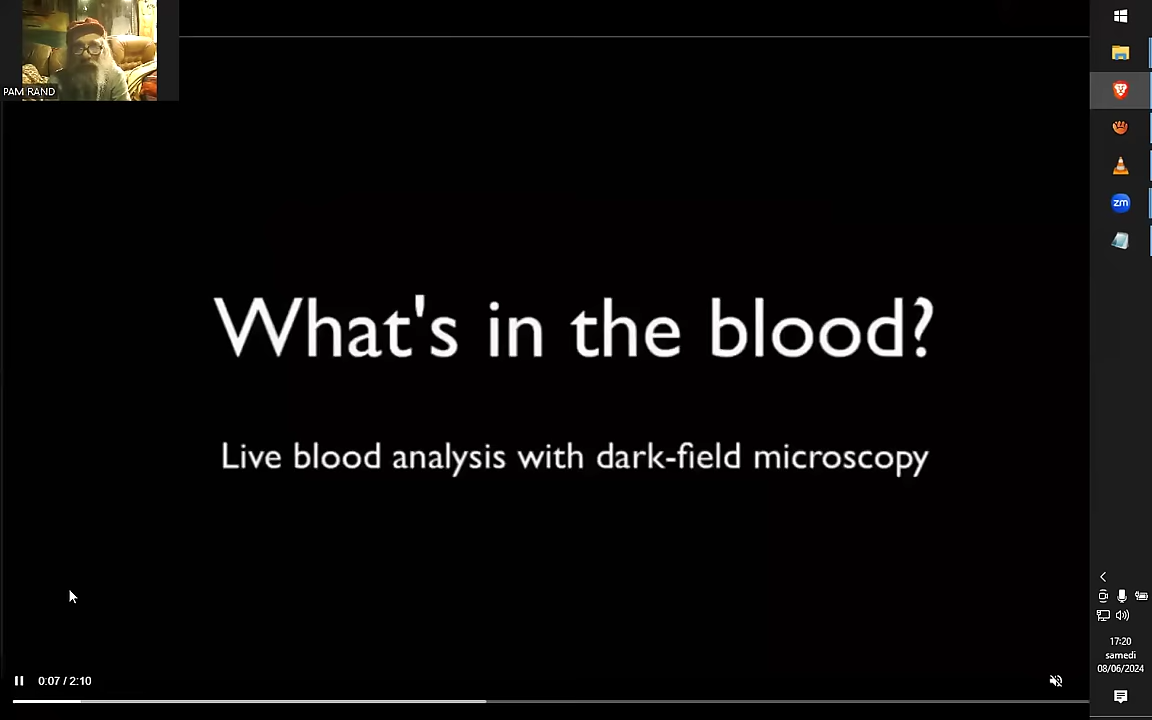 PAM RAND
What's in the blood?
Live blood analysis with dark-field microscopy
0:07 / 2:10
zm
17:20
samedi
08/06/2024